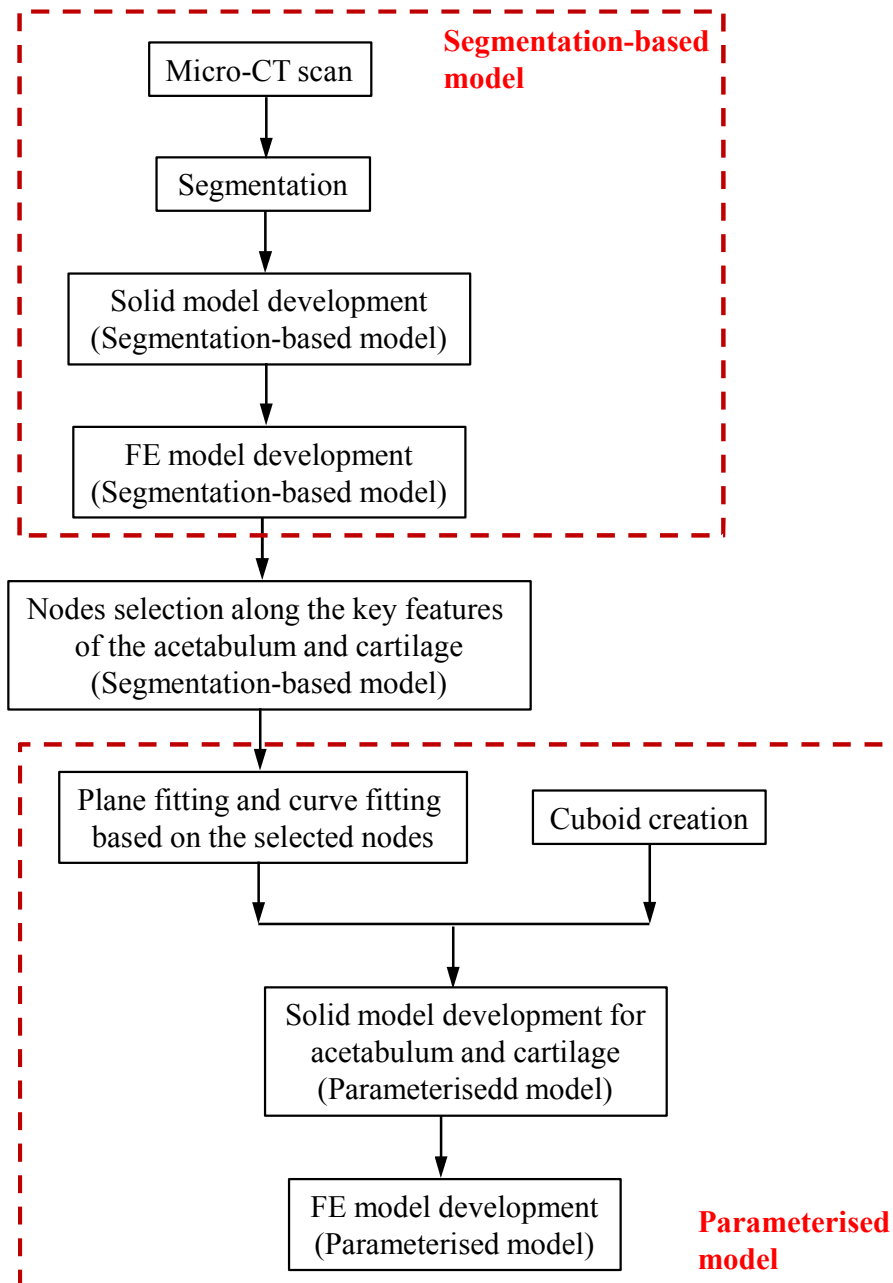 Segmentation-based
model
Micro-CT scan
Segmentation
Solid model development
(Segmentation-based model)
FE model development
(Segmentation-based model)
Nodes selection along the key features
of the acetabulum and cartilage
(Segmentation-based model)
Plane fitting and curve fitting
based on the selected nodes
Cuboid creation
Solid model development for
acetabulum and cartilage
(Parameterisedd model)
FE model development
(Parameterised model)
Parameterised
model